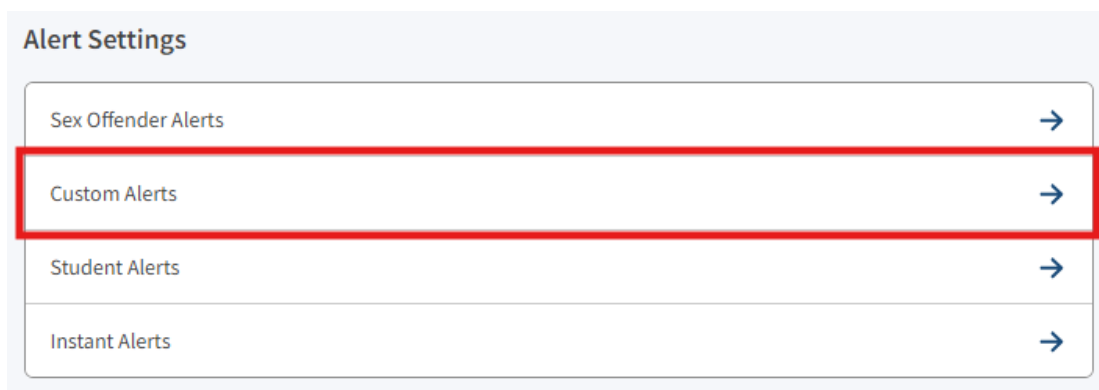 Alert Settings
Sex Offender Alerts
Custom Alerts
Student Alerts
Instant Alerts